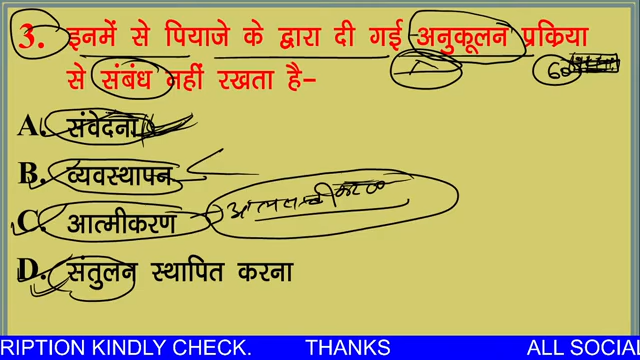 3. इनमें से पियाजे के द्वारा दी गई अनुकूलन प्रक्रिया
से संबंध नहीं रखता है-
A. संवेदना
B. व्यवस्थापन
C. आत्मीकरण
D. संतुलन स्थापित करना
RIPTION KINDLY CHECK. THANKS ALL SOCIA